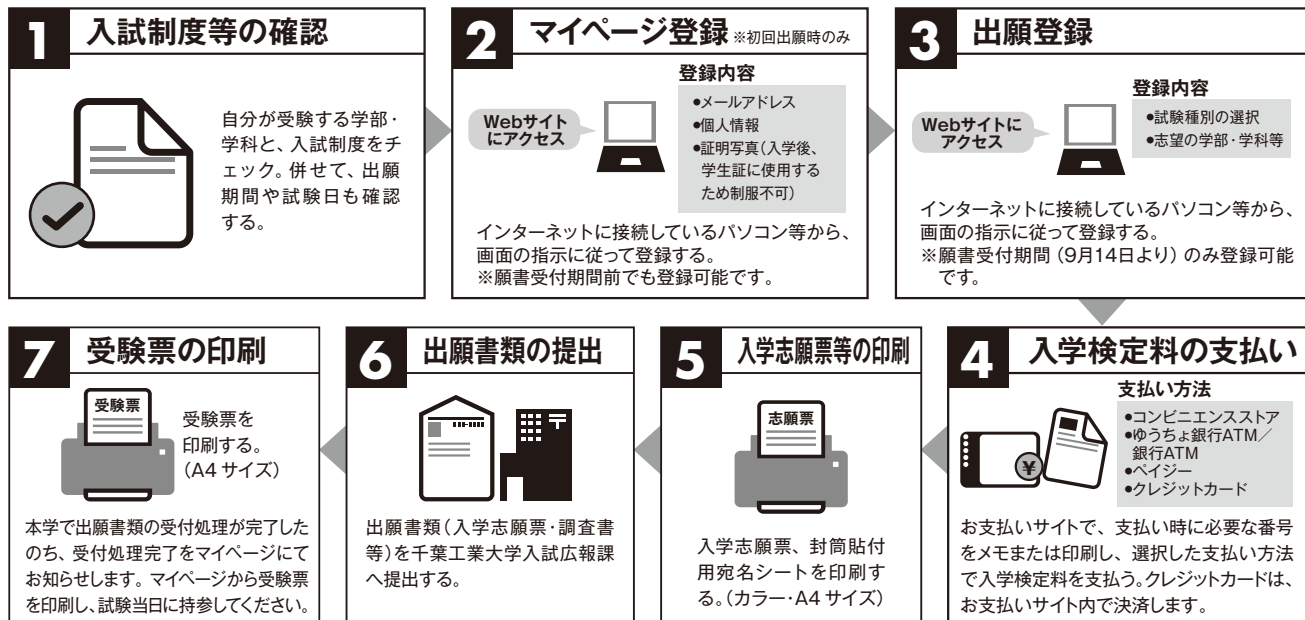 1 入試制度等の確認
自分が受験する学部・
学科と、入試制度をチ
ェック。併せて、出願
期間や試験日も確認
する。
2 マイページ登録 ※初回出願時のみ
Webサイト
にアクセス
登録内容
●メールアドレス
●個人情報
●証明写真(入学後、
学生証に使用する
ため制服不可)
インターネットに接続しているパソコン等から、
画面の指示に従って登録する。
※願書受付期間前でも登録可能です。
3 出願登録
Webサイトに
アクセス
登録内容
●試験種別の選択
●志望の学部・学科等
インターネットに接続しているパソコン等から、
画面の指示に従って登録する。
※願書受付期間(9月14日より)のみ登録可能
です。
4 入学検定料の支払い
支払い方法
●コンビニエンスストア
●ゆうちょ銀行ATM/
銀行ATM
●ペイジー
●クレジットカード
¥
お支払いサイトで、支払い時に必要な番号
をメモまたは印刷し、選択した支払い方法
で入学検定料を支払う。クレジットカードは、
お支払いサイト内で決済します。
5 入学志願票等の印刷
志願票
入学志願票、封筒貼付
用宛名シートを印刷す
る。(カラー・A4サイズ)
6 出願書類の提出
〒
出願書類(入学志願票・調査書
等)を千葉工業大学入試広報課
へ提出する。
7 受験票の印刷
受験票
受験票を
印刷する。
(A4サイズ)
本学で出願書類の受付処理が完了した
のち、受付処理完了をマイページにて
お知らせします。マイページから受験票
を印刷し、試験当日に持参してください。